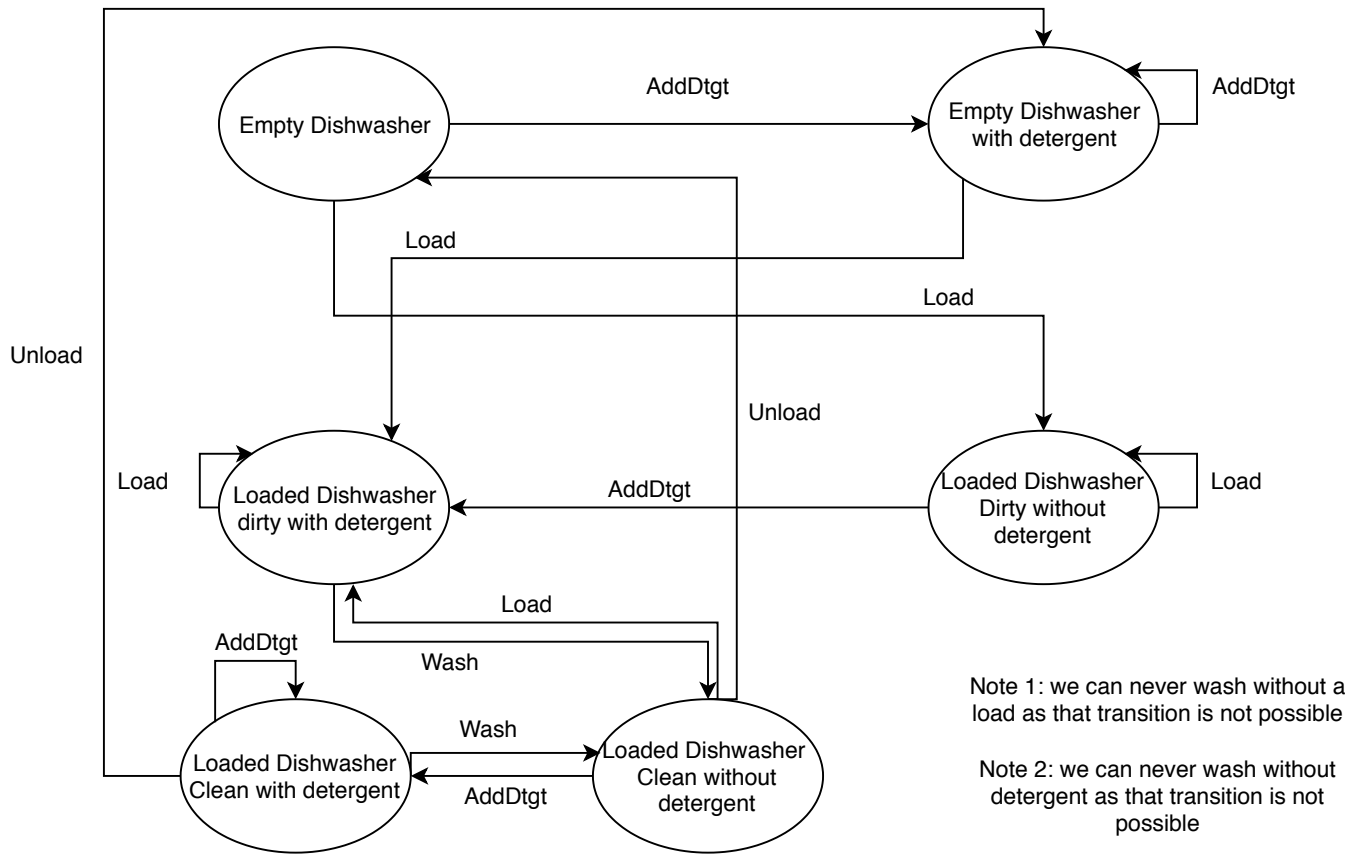 AddDtgt
AddDtgt
Empty Dishwasher
Empty Dishwasher
with detergent
Load
Load
Unload
Unload
Load
Loaded Dishwasher
dirty with detergent
AddDtgt
Loaded Dishwasher
Dirty without
detergent
Load
Load
AddDtgt
Wash
Note 1: we can never wash without a
load as that transition is not possible
Wash
Loaded Dishwasher
Clean with detergent
Loaded Dishwasher
Clean without
detergent
AddDtgt
Note 2: we can never wash without
detergent as that transition is not
possible